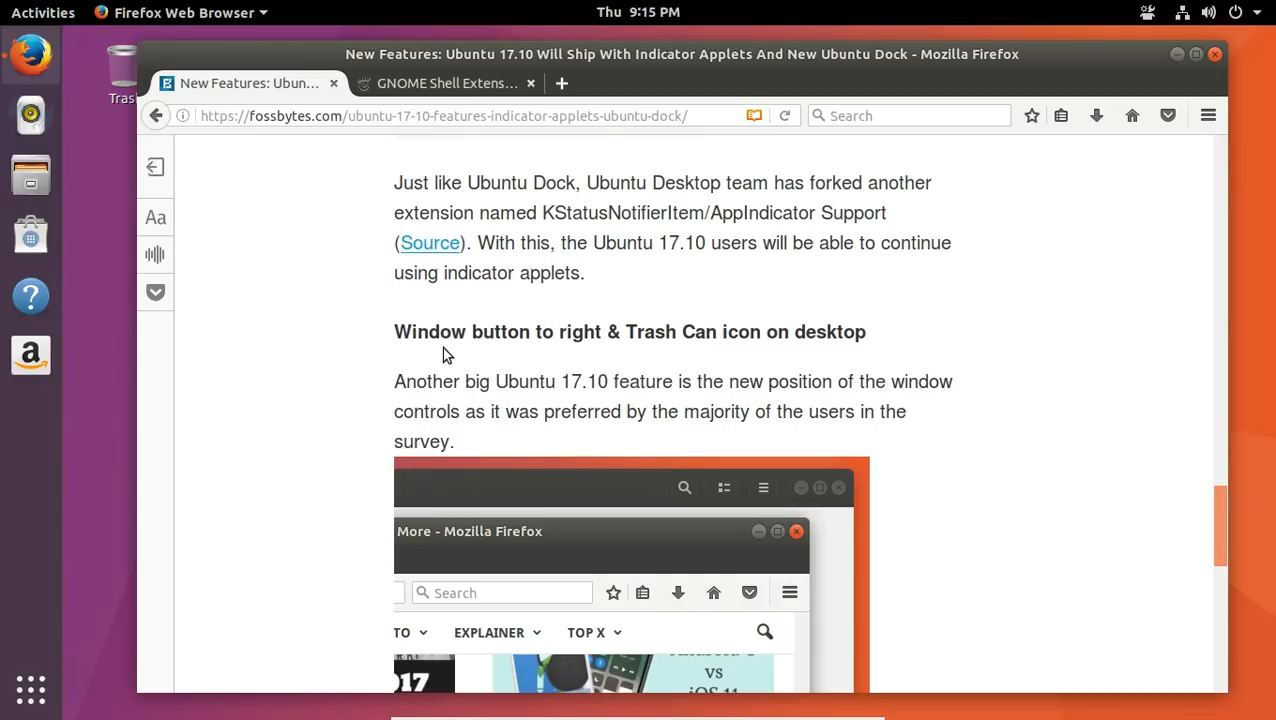 Activities Firefox Web Browser Thu 9:15 PM
New Features: Ubuntu 17.10 Will Ship With Indicator Applets And New Ubuntu Dock - Mozilla Firefox
New Features: Ubun... GNOME Shell Extens...
Tras
https://fossbytes.com/ubuntu-17-10-features-indicator-applets-ubuntu-dock/ Search
Aa
Just like Ubuntu Dock, Ubuntu Desktop team has forked another
extension named KStatusNotifierItem/AppIndicator Support
(Source). With this, the Ubuntu 17.10 users will be able to continue
using indicator applets.
Window button to right & Trash Can icon on desktop
Another big Ubuntu 17.10 feature is the new position of the window
controls as it was preferred by the majority of the users in the
survey.
More - Mozilla Firefox
Search
TO EXPLAINER TOP X
017
vs